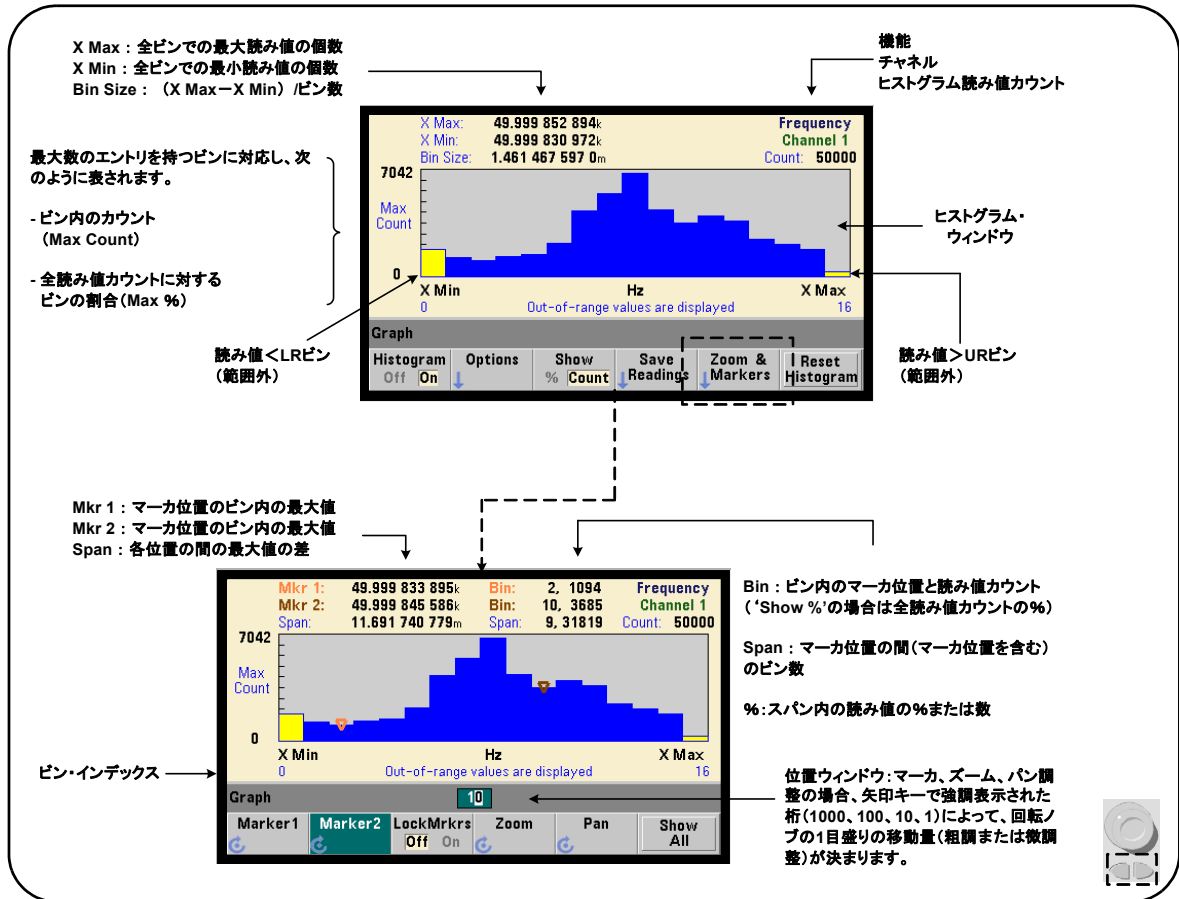 X Max：全ビンでの最大読み値の個数
X Min：全ビンでの最小読み値の個数
Bin Size： （X Max－X Min）/ビン数
機能
チャネル
ヒストグラム読み値カウント
最大数のエントリを持つビンに対応し、次
のように表されます。
- ビン内のカウント
（Max Count）
- 全読み値カウントに対する
ビンの割合（Max %）
X Max: 49.999 852 894k
X Min: 49.999 830 972k
Bin Size: 1.461 467 597 0m
Frequency
Channel 1
Count: 50000
7042
Max
Count
0
X Min Hz X Max
0 Out-of-range values are displayed 16
Graph
Histogram
Off On
Options
Show
% Count
Save
Readings
Zoom &
Markers
Reset
Histogram
ヒストグラム・
ウィンドウ
読み値＜LRビン
（範囲外）
読み値＞URビン
（範囲外）
Mkr 1：マーカ位置のビン内の最大値
Mkr 2：マーカ位置のビン内の最大値
Span：各位置の間の最大値の差
Mkr 1: 49.999 833 895k Bin: 2, 1094 Frequency
Mkr 2: 49.999 845 586k Bin: 10, 3685 Channel 1
Span: 11.691 740 779m Span: 9, 31819 Count: 50000
7042
Max
Count
0
X Min Hz X Max
0 Out-of-range values are displayed 16
Graph 10
Marker1
Marker2
LockMrkrs
Off On
Zoom
Pan
Show
All
Bin：ビン内のマーカ位置と読み値カウント
（‘Show %’の場合は全読み値カウントの%）
Span：マーカ位置の間（マーカ位置を含む）
のビン数
%：スパン内の読み値の%または数
ビン・インデックス
位置ウィンドウ：マーカ、ズーム、パン調
整の場合、矢印キーで強調表示された
桁（1000、100、10、1）によって、回転ノ
ブの1目盛りの移動量（粗調または微調
整）が決まります。